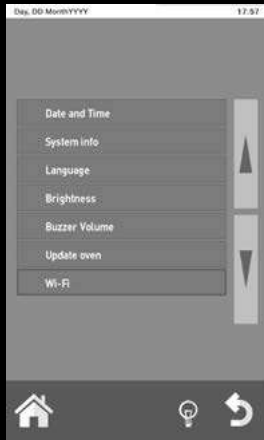 Day, DD MonthYYYY 17:57
Date and Time
System info
Language
Brightness
Buzzer Volume
Update oven
Wi-Fi